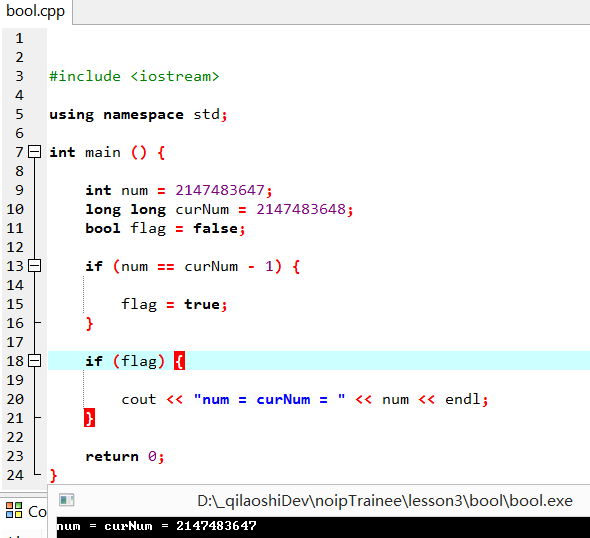 bool.cpp
1
2
3 #include <iostream>
4
5 using namespace std;
6
7 int main () {
8
9 int num = 2147483647;
10 long long curNum = 2147483648;
11 bool flag = false;
12
13 if (num == curNum - 1) {
14
15 flag = true;
16 }
17
18 if (flag) {
19
20 cout << "num = curNum = " << num << endl;
21 }
22
23 return 0;
24 }
Co
D:\_qilaoshiDev\noipTrainee\lesson3\bool\bool.exe
num = curNum = 2147483647